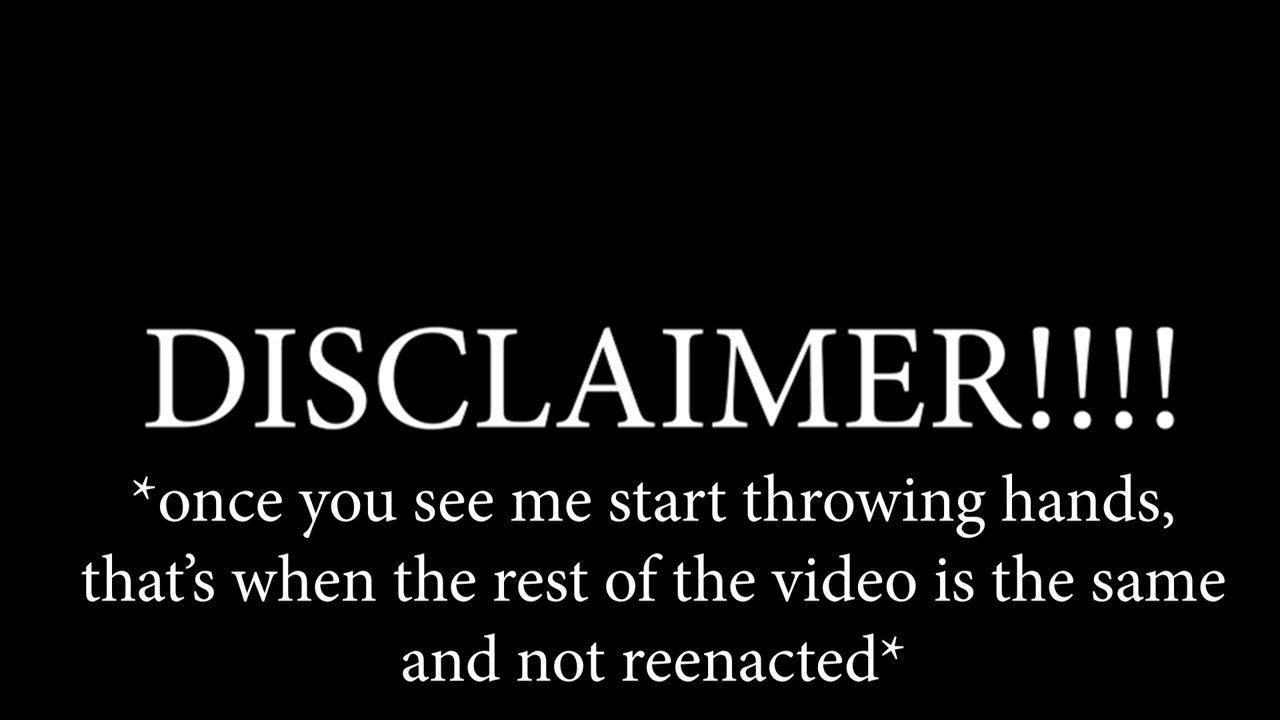 DISCLAIMER!!!!
*once you see me start throwing hands,
that’s when the rest of the video is the same
and not reenacted*